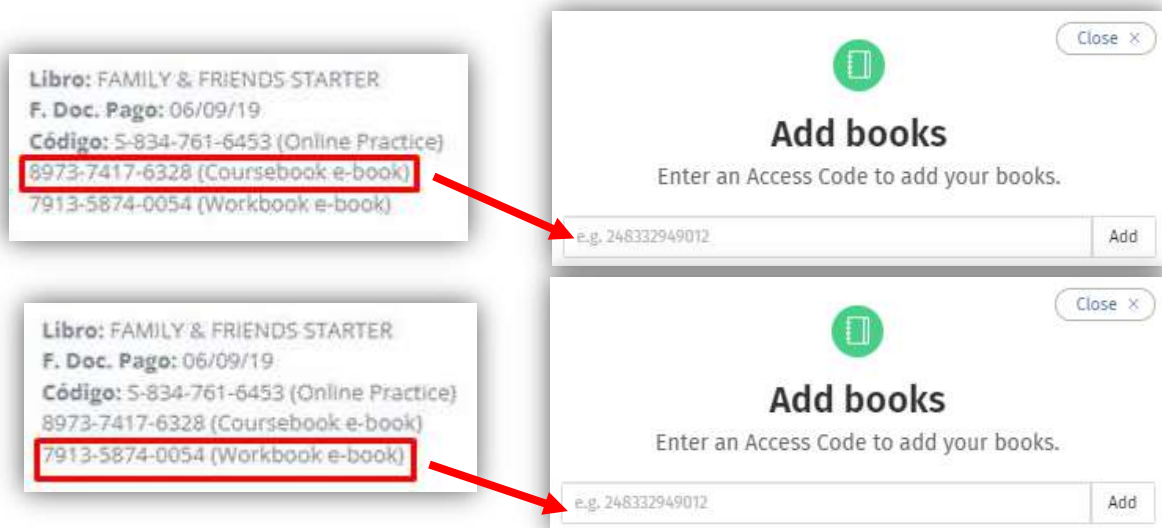 Close ×
Libro: FAMILY & FRIENDS STARTER
F. Doc. Pago: 06/09/19
Código: S-834-761-6453 (Online Practice)
8973-7417-6328 (Coursebook e-book)
7913-5874-0054 (Workbook e-book)
Add books
Enter an Access Code to add your books.
e.g. 248332949012 Add
Close ×
Libro: FAMILY & FRIENDS STARTER
F. Doc. Pago: 06/09/19
Código: S-834-761-6453 (Online Practice)
8973-7417-6328 (Coursebook e-book)
7913-5874-0054 (Workbook e-book)
Add books
Enter an Access Code to add your books.
e.g. 248332949012 Add